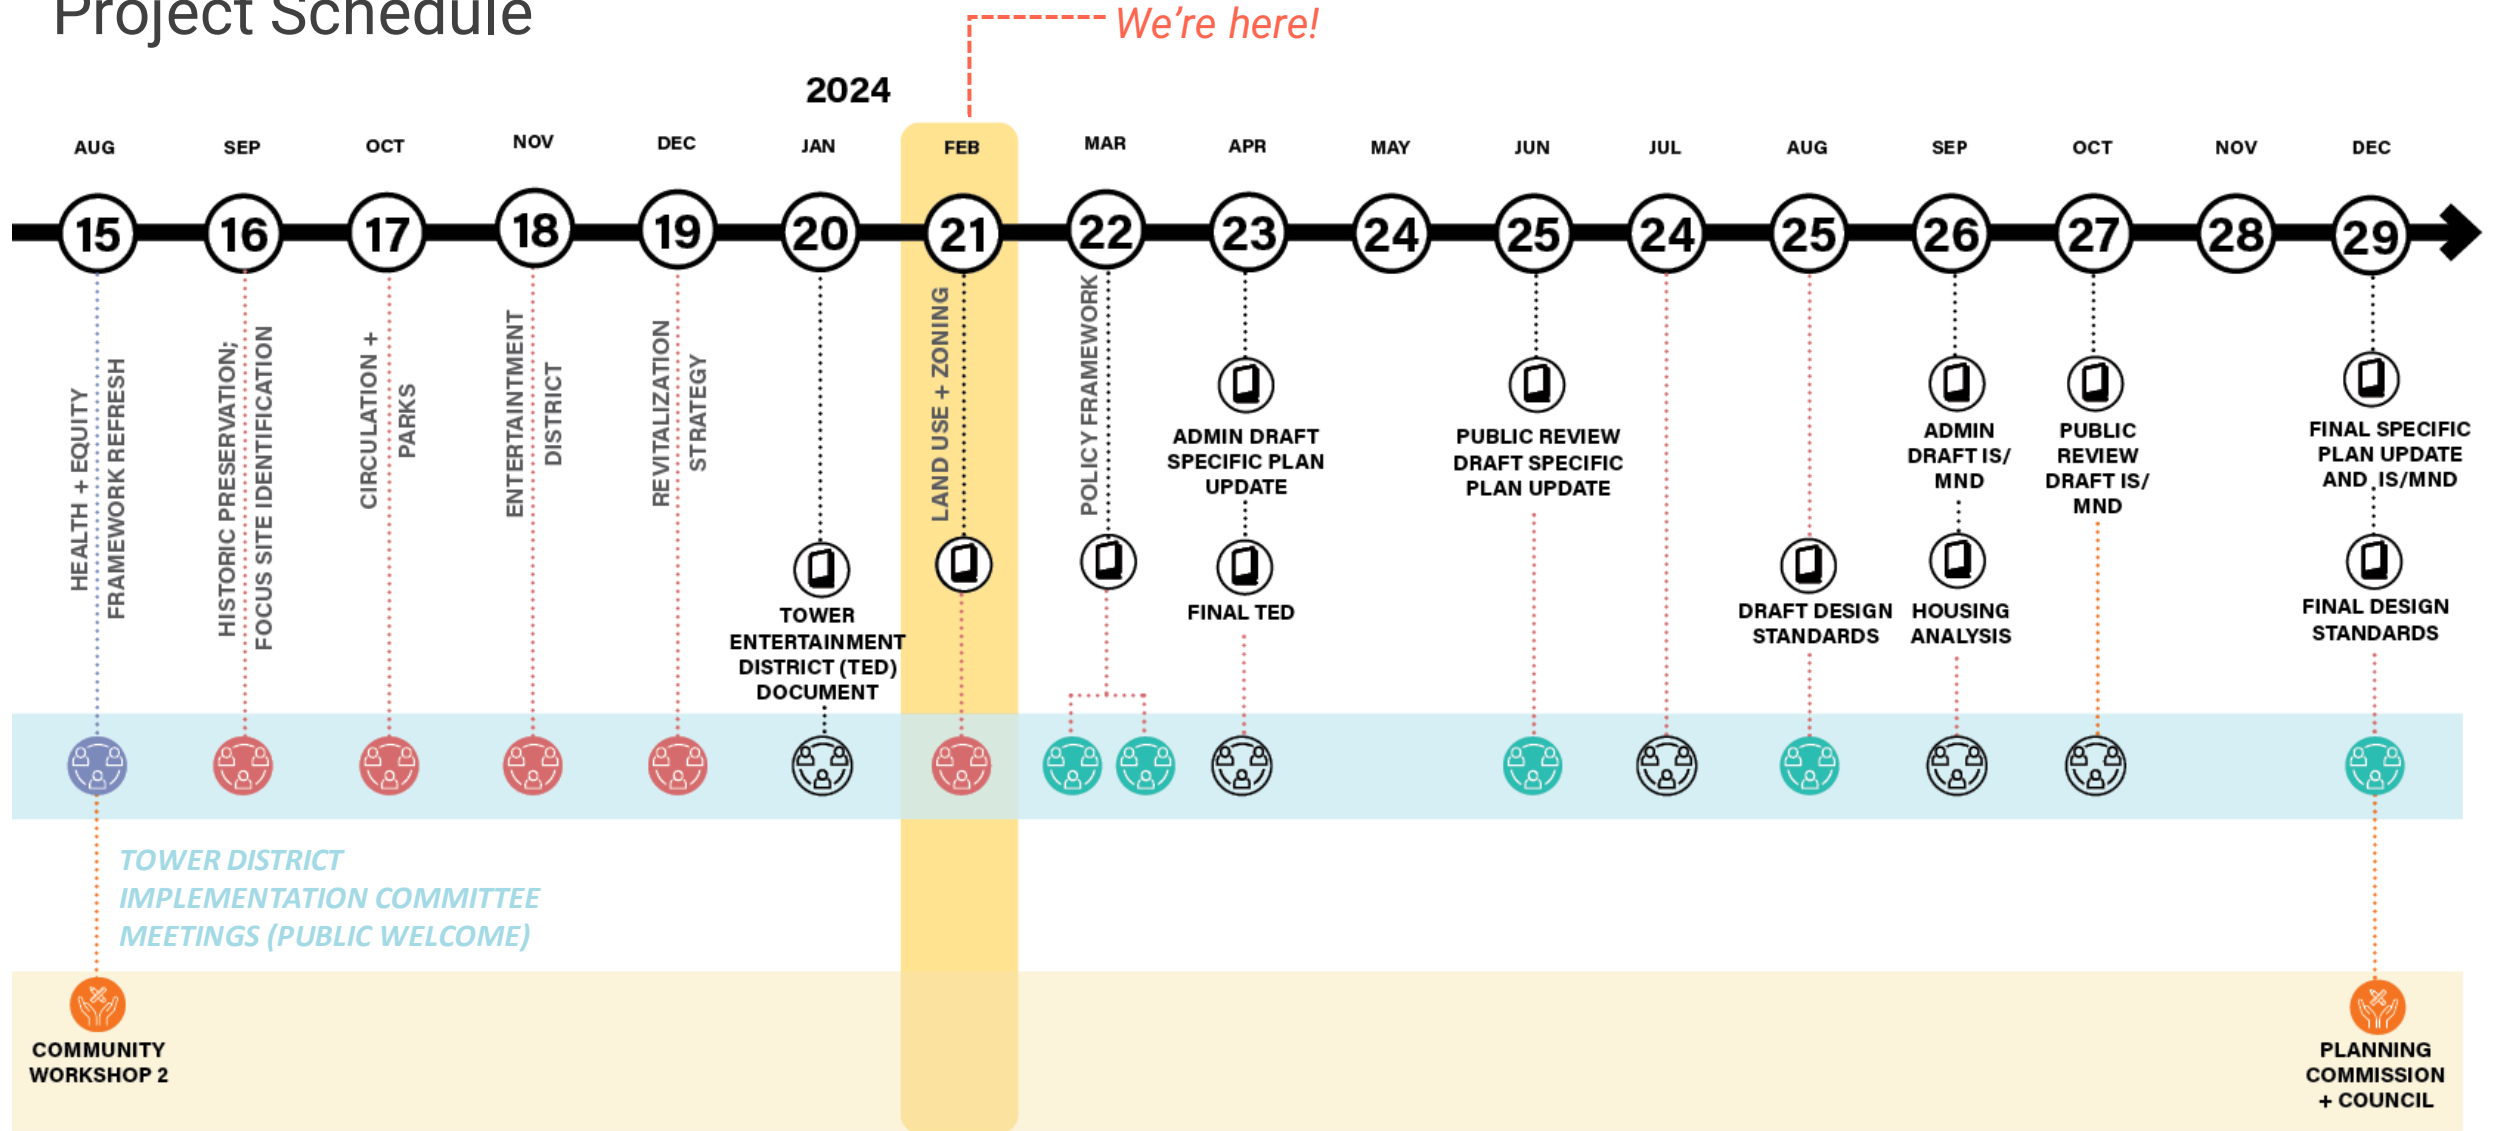 Project Schedule
We're here!
2024
AUG
SEP
OCT
NOV
DEC
JAN
FEB
MAR
APR
MAY
JUN
JUL
AUG
SEP
OCT
NOV
DEC
15
16
17
18
19
20
21
22
23
24
25
24
25
26
27
28
29
HEALTH + EQUITY
FRAMEWORK REFRESH
HISTORIC PRESERVATION;
FOCUS SITE IDENTIFICATION
CIRCULATION +
PARKS
ENTERTAINMENT
DISTRICT
REVITALIZATION
STRATEGY
TOWER
ENTERTAINMENT
DISTRICT (TED)
DOCUMENT
LAND USE + ZONING
POLICY FRAMEWORK
ADMIN DRAFT
SPECIFIC PLAN
UPDATE
FINAL TED
PUBLIC REVIEW
DRAFT SPECIFIC
PLAN UPDATE
DRAFT DESIGN
STANDARDS
ADMIN
DRAFT IS/
MND
HOUSING
ANALYSIS
PUBLIC
REVIEW
DRAFT IS/
MND
FINAL SPECIFIC
PLAN UPDATE
AND IS/MND
FINAL DESIGN
STANDARDS
TOWER DISTRICT
IMPLEMENTATION COMMITTEE
MEETINGS (PUBLIC WELCOME)
COMMUNITY
WORKSHOP 2
PLANNING
COMMISSION
+ COUNCIL